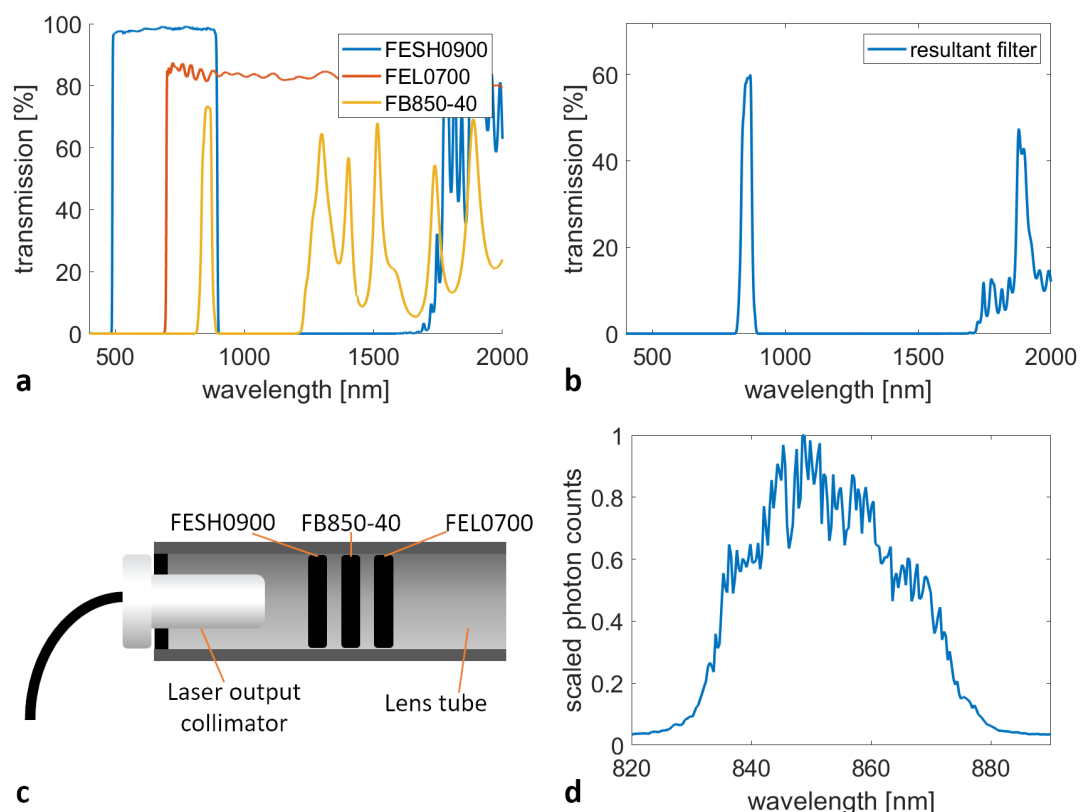 100
80
60
40
20
0
transmission [%]
500
1000
1500
2000
wavelength [nm]
FESH0900
FEL0700
FB850-40
a
60
40
20
0
transmission [%]
500
1000
1500
2000
wavelength [nm]
resultant filter
b
FESH0900
FB850-40
FEL0700
Laser output
collimator
Lens tube
c
1
0.8
0.6
0.4
0.2
0
scaled photon counts
820
840
860
880
wavelength [nm]
d